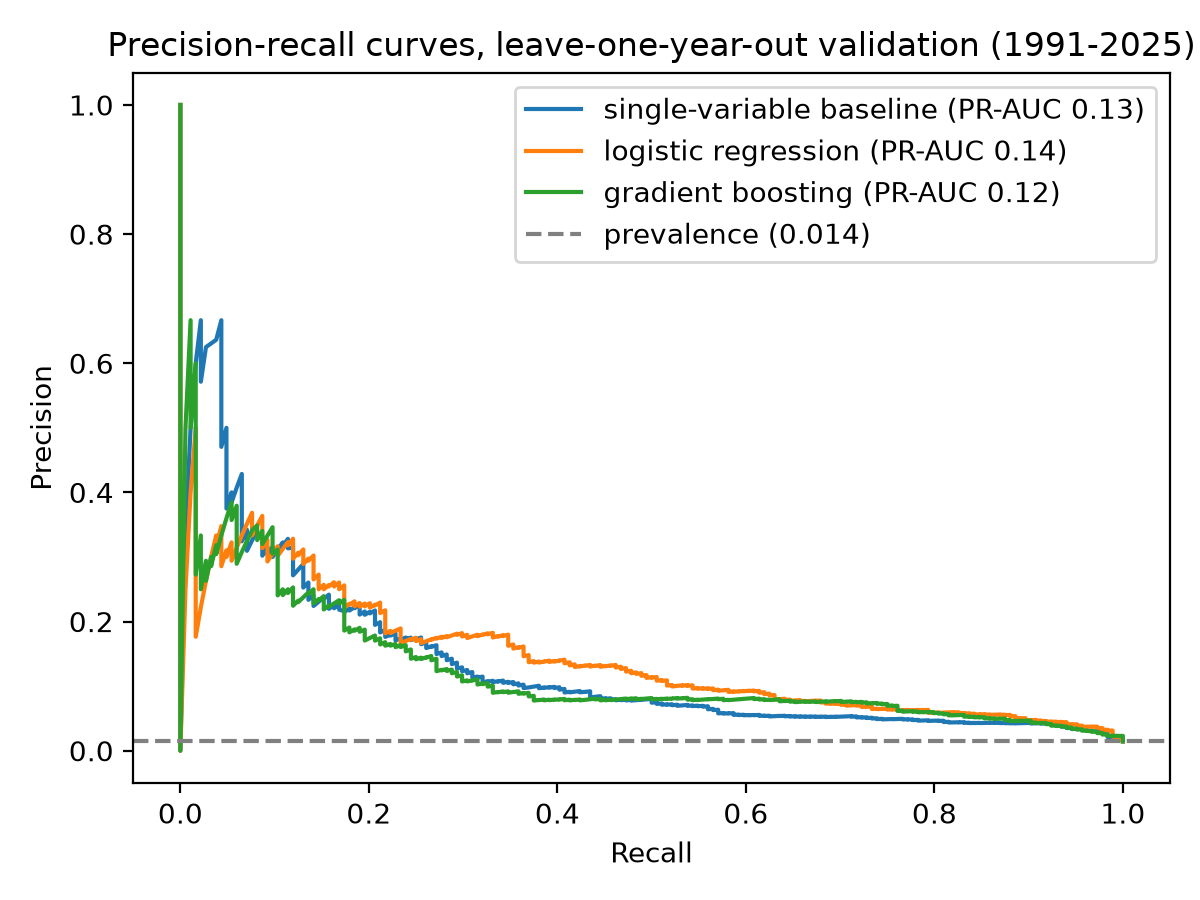 Precision-recall curves, leave-one-year-out validation (1991-2025)
single-variable baseline (PR-AUC 0.13)
logistic regression (PR-AUC 0.14)
gradient boosting (PR-AUC 0.12)
prevalence (0.014)
Precision
1.0
0.8
0.6
0.4
0.2
0.0
0.0 0.2 0.4 0.6 0.8 1.0
Recall